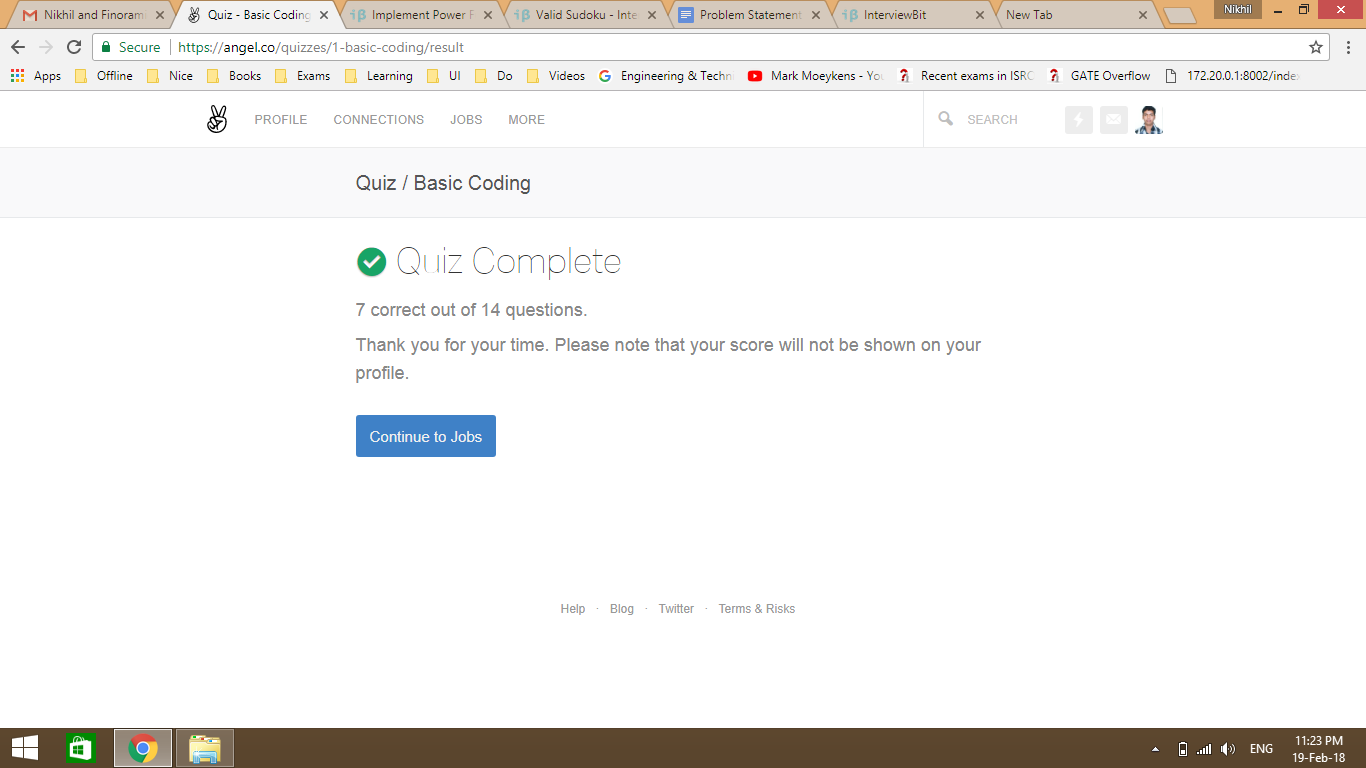 Nikhil and Finoram
Quiz - Basic Coding
Implement Power F
Valid Sudoku - Inte
Problem Statement
InterviewBit
New Tab
Nikhil
Secure
https://angel.co/quizzes/1-basic-coding/result
Apps
Offline
Nice
Books
Exams
Learning
UI
Do
Videos
Engineering & Techn
Mark Moeykens - You
Recent exams in ISRO
GATE Overflow
172.20.0.1:8002/index
PROFILE
CONNECTIONS
JOBS
MORE
SEARCH
Quiz / Basic Coding
Quiz Complete
7 correct out of 14 questions.
Thank you for your time. Please note that your score will not be shown on your
profile.
Continue to Jobs
Help · Blog · Twitter · Terms & Risks
ENG
11:23 PM
19-Feb-18